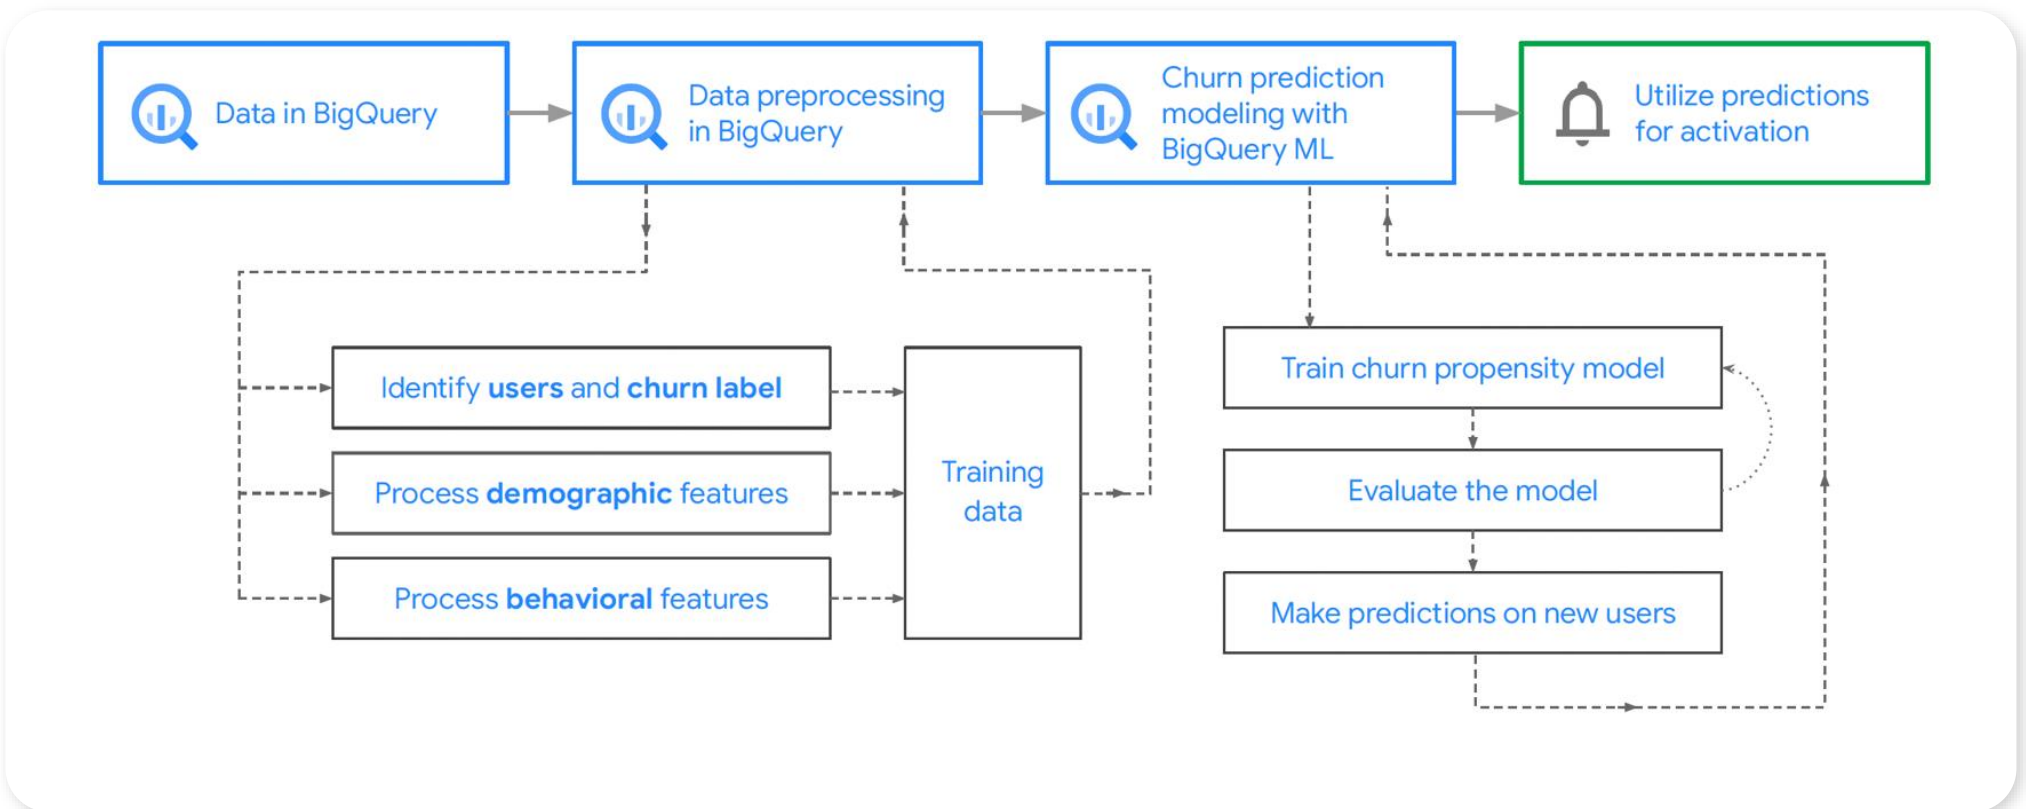 Data in BigQuery
Data preprocessing
in BigQuery
Churn prediction
modeling with
BigQuery ML
Utilize predictions
for activation
Identify users and churn label
Process demographic features
Process behavioral features
Training
data
Train churn propensity model
Evaluate the model
Make predictions on new users